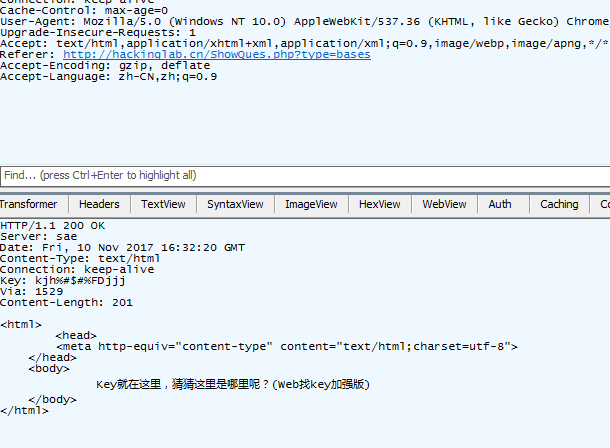 Cache-Control: max-age=0
User-Agent: Mozilla/5.0 (Windows NT 10.0) AppleWebKit/537.36 (KHTML, like Gecko) Chrome,
Upgrade-Insecure-Requests: 1
Accept: text/html,application/xhtml+xml,application/xml;q=0.9,image/webp,image/apng,*/*
Referer: http://hackinglab.cn/ShowQues.php?type=bases
Accept-Encoding: gzip, deflate
Accept-Language: zh-CN,zh;q=0.9
Find... (press Ctrl+Enter to highlight all)
Transformer Headers TextView SyntaxView ImageView HexView WebView Auth Caching
HTTP/1.1 200 OK
Server: sae
Date: Fri, 10 Nov 2017 16:32:20 GMT
Content-Type: text/html
Connection: keep-alive
Key: kjh%#$#%FDjjj
Via: 1529
Content-Length: 201
<html>
<head>
<meta http-equiv="content-type" content="text/html;charset=utf-8">
</head>
<body>
Key就在这里，猜猜这里是哪里呢？(Web找key加强版)
</body>
</html>